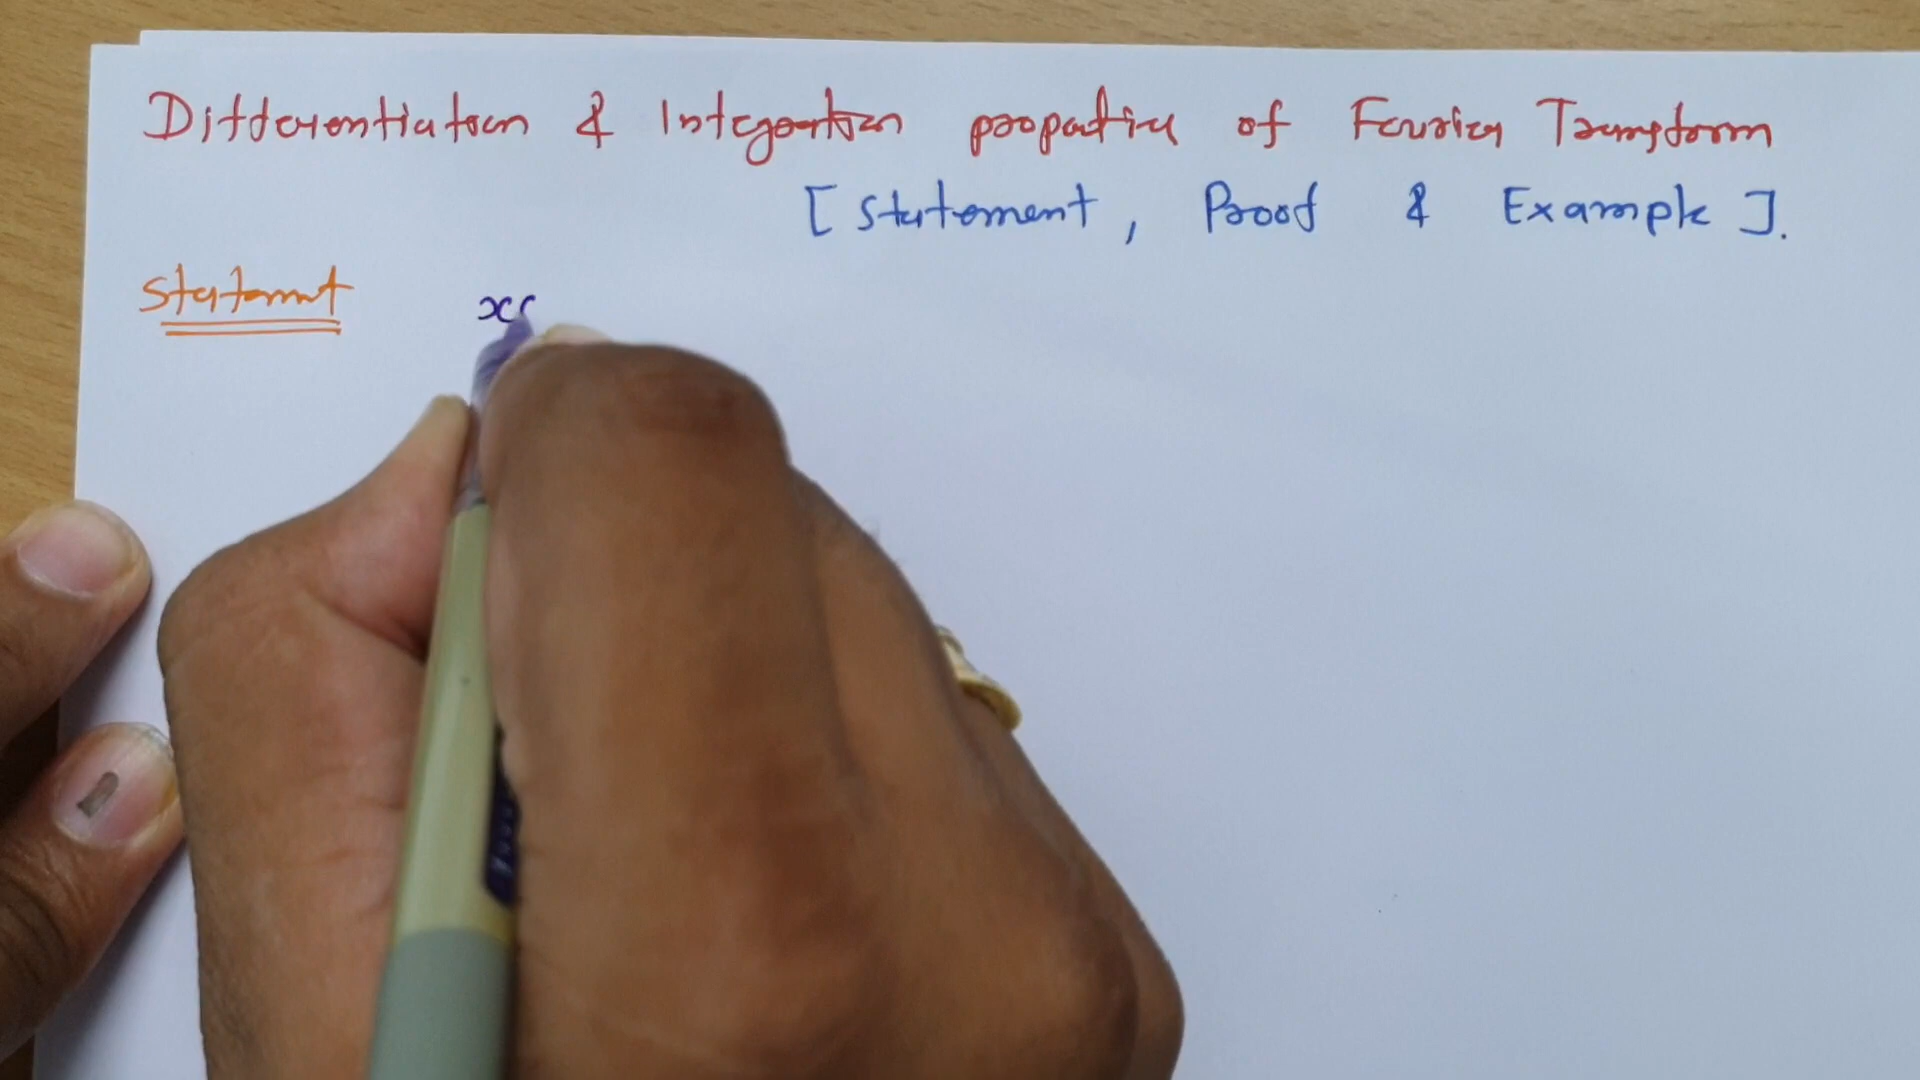 Differentiation & Integration properties of Fourier Transform
[ Statement, Proof & Example ].
Statement x(